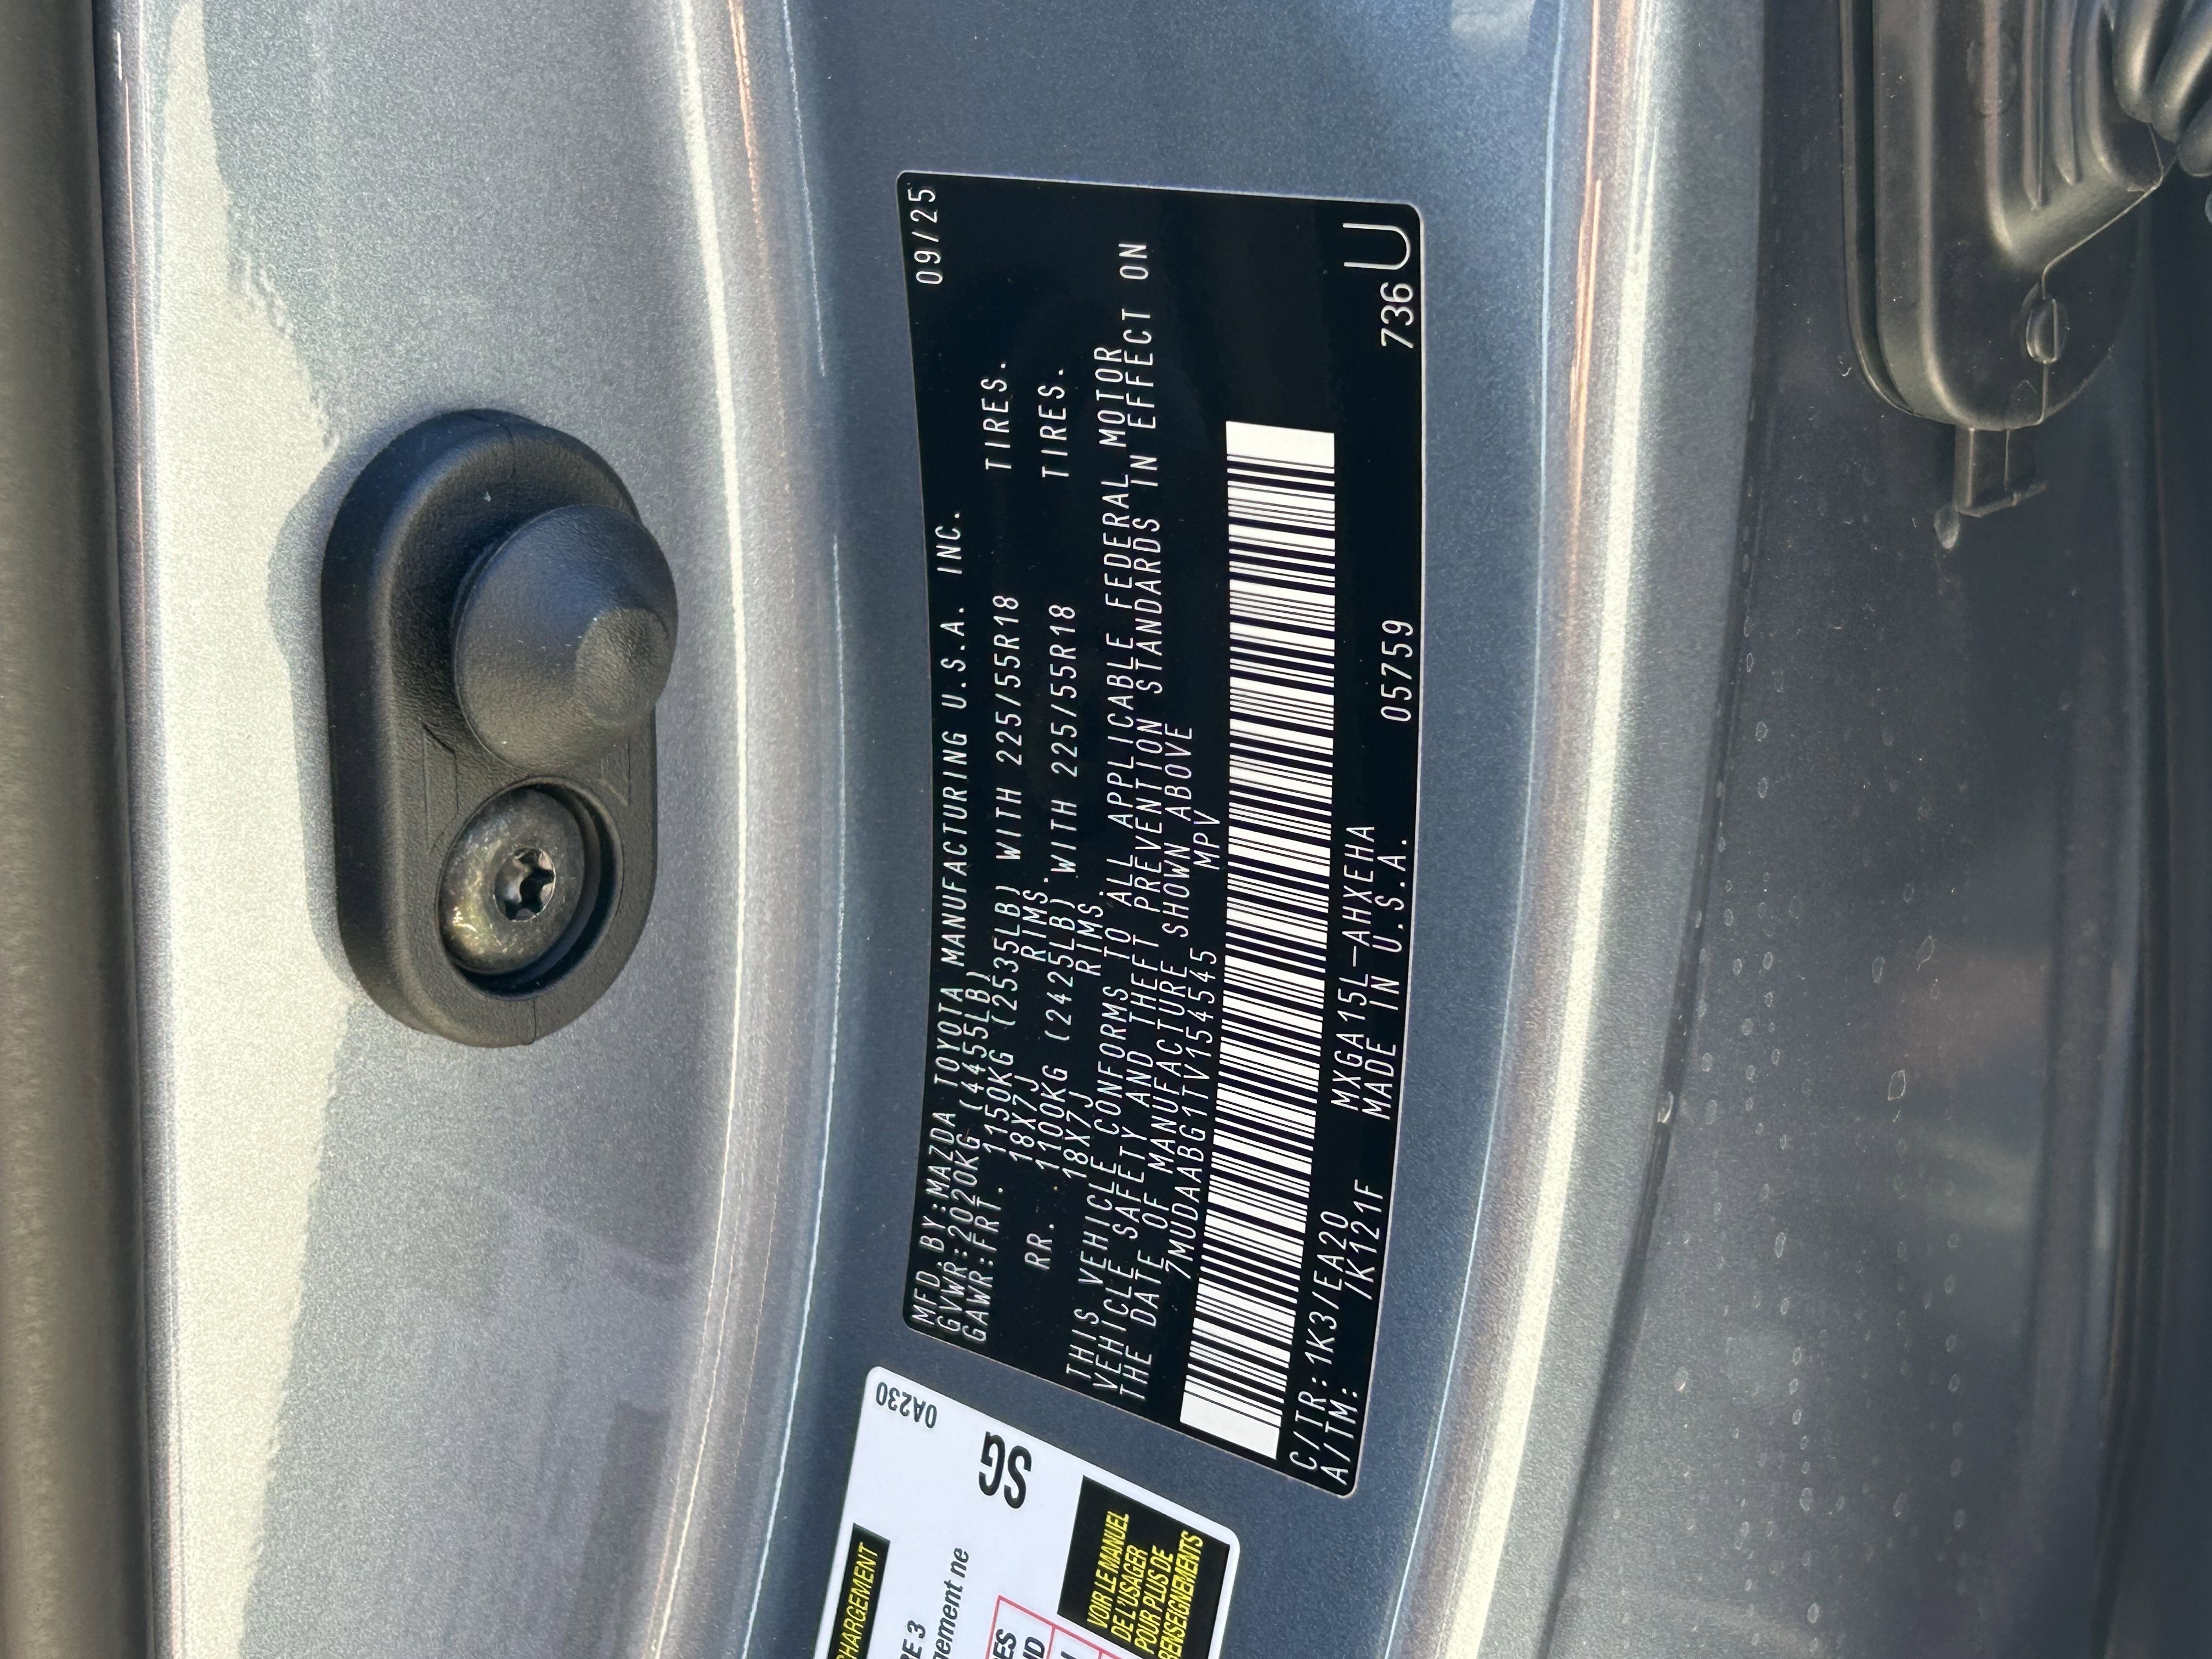 09/25
MFD.BY:MAZDA TOYOTA MANUFACTURING U.S.A. INC.
GVWR:2020KG(4455LB)
GAWR:FRT. 1150KG (2535LB) WITH 225/55R18 TIRES.
18X7J RIMS.
RR. 1100KG (2425LB) WITH 225/55R18 TIRES.
18X7J RIMS.
THIS VEHICLE CONFORMS TO ALL APPLICABLE FEDERAL MOTOR
VEHICLE SAFETY AND THEFT PREVENTION STANDARDS IN EFFECT ON
THE DATE OF MANUFACTURE SHOWN ABOVE
7MUDAABG1TV154545 MPV
C/TR:1K3/EA20 MXGA15L-AHXEHA 05759 736 U
A/TM: /K121F MADE IN U.S.A.
0A230
SG
VOIR LE MANUEL
DE L'USAGER
POUR PLUS DE
RENSEIGNEMENTS